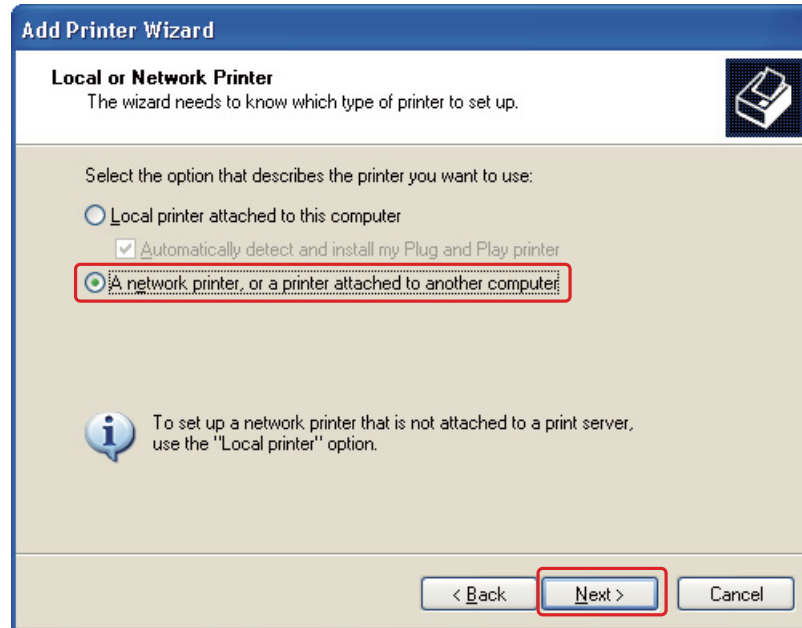 Add Printer Wizard
Local or Network Printer
The wizard needs to know which type of printer to set up.
Select the option that describes the printer you want to use:
Local printer attached to this computer
Automatically detect and install my Plug and Play printer
A network printer, or a printer attached to another computer
To set up a network printer that is not attached to a print server,
use the "Local printer" option.
< Back Next > Cancel